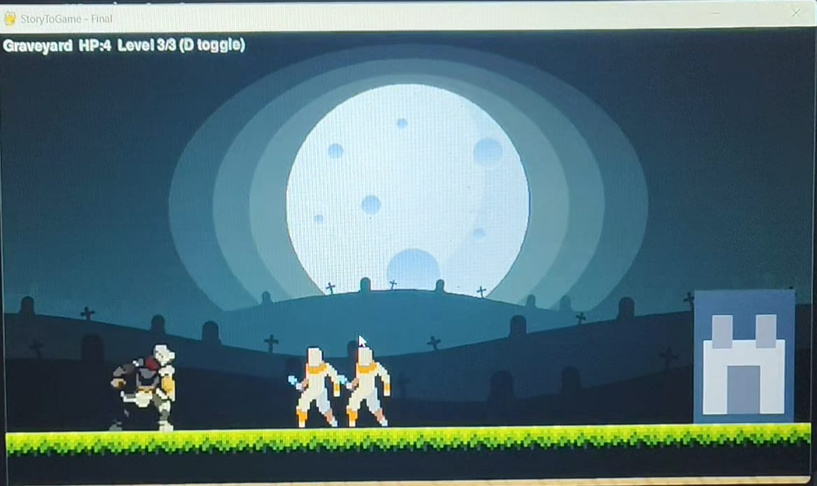 StoryToGame - Final
Graveyard HP:4 Level 3/3 (D toggle)